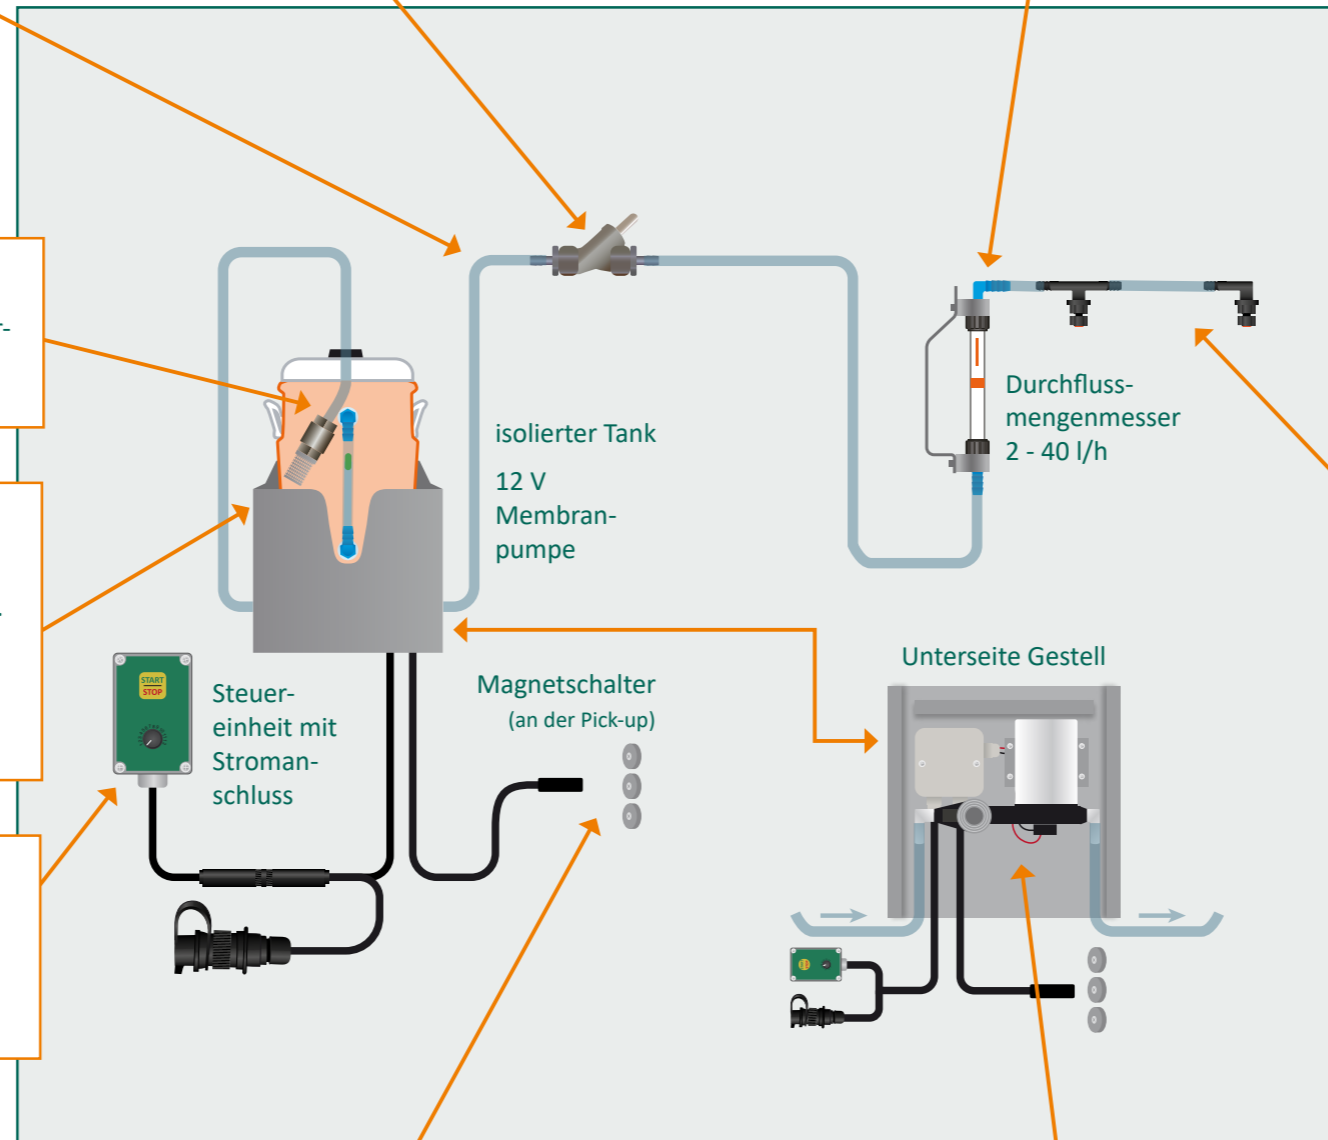 r-
isolierter Tank
12 V
Membran-
pumpe
Durchfluss-
mengenmesser
2 - 40 l/h
START
STOP
Steuer-
einheit mit
Stroman-
schluss
Magnetschalter
(an der Pick-up)
Unterseite Gestell